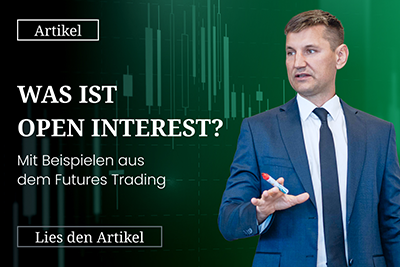 Artikel
WAS IST
OPEN INTEREST?
Mit Beispielen aus
dem Futures Trading
Lies den Artikel